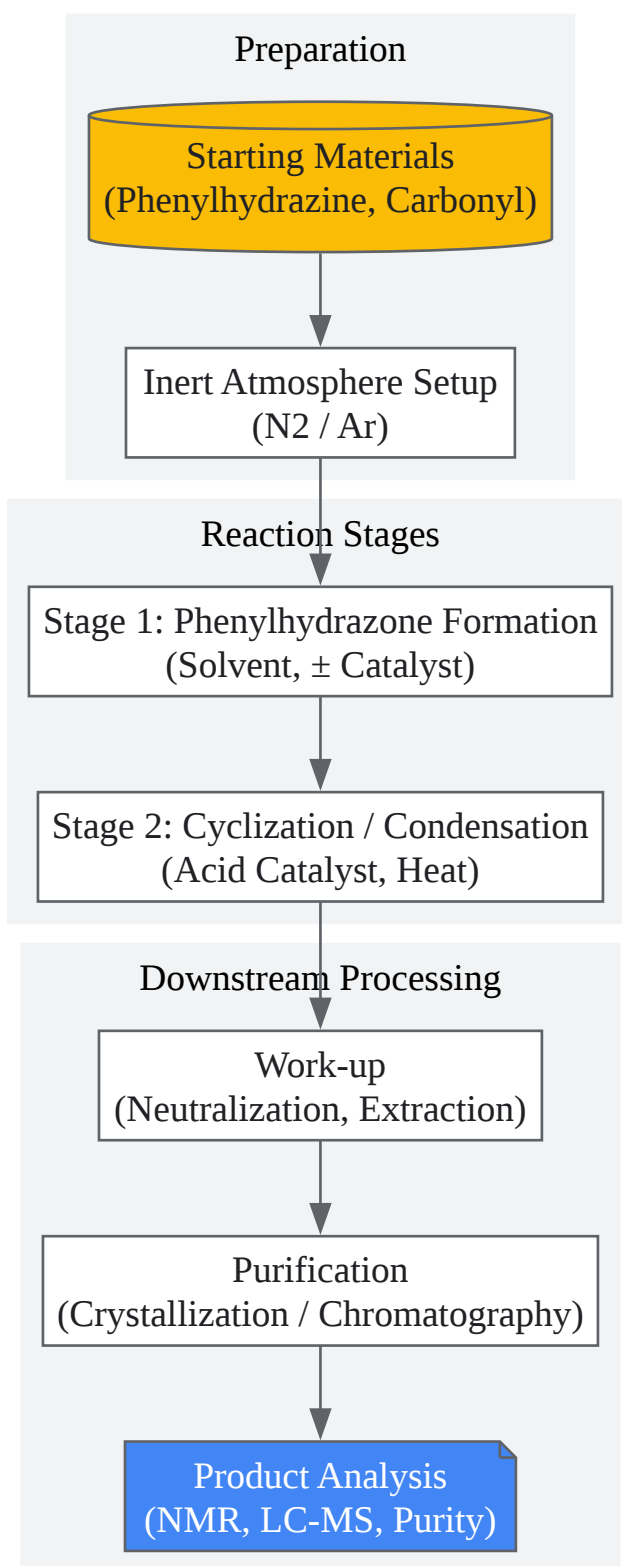 Preparation
Starting Materials
(Phenylhydrazine, Carbonyl)
Inert Atmosphere Setup
(N2 / Ar)
Reaction Stages
Stage 1: Phenylhydrazone Formation
(Solvent, ± Catalyst)
Stage 2: Cyclization / Condensation
(Acid Catalyst, Heat)
Downstream Processing
Work-up
(Neutralization, Extraction)
Purification
(Crystallization / Chromatography)
Product Analysis
(NMR, LC-MS, Purity)